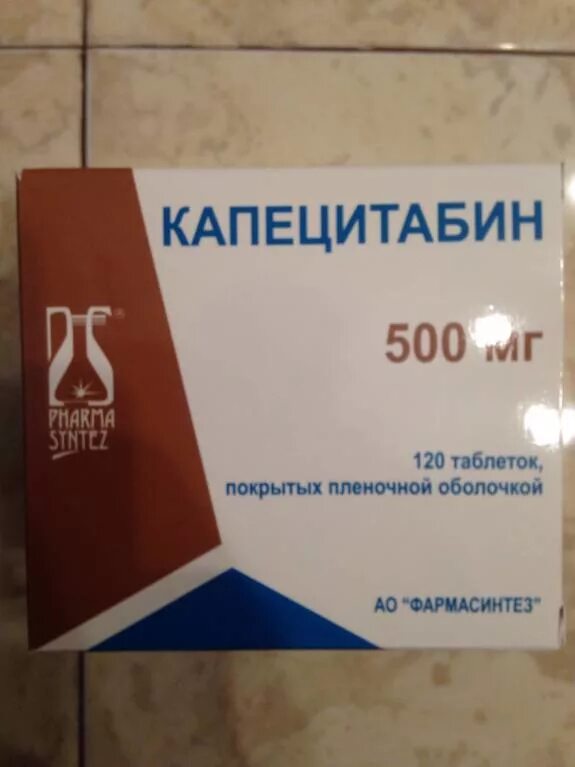 КАПЕЦИТАБИН
500 мг
PHARMA
SYNTEZ
120 таблеток,
покрытых пленочной оболочкой
АО "ФАРМАСИНТЕЗ"